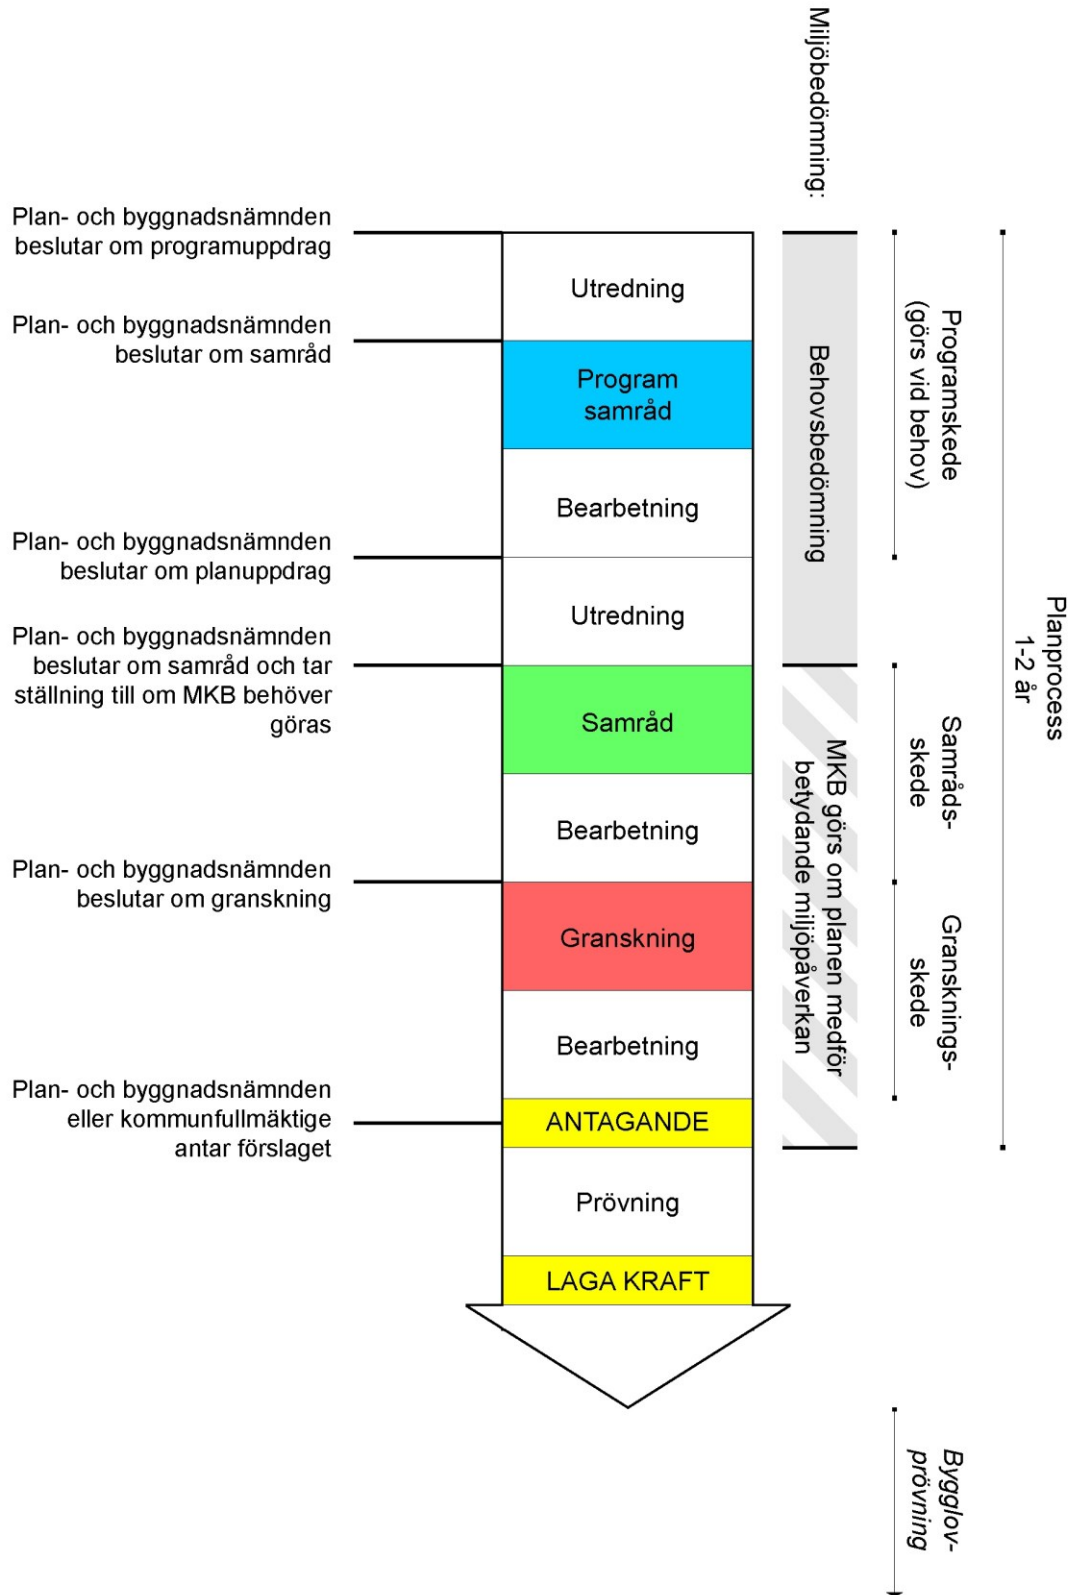 Miljöbedömning:
Plan- och byggnadsnämnden
beslutar om programuppdrag
Plan- och byggnadsnämnden
beslutar om samråd
Plan- och byggnadsnämnden
beslutar om planuppdrag
Plan- och byggnadsnämnden
beslutar om samråd och tar
ställning till om MKB behöver
göras
Plan- och byggnadsnämnden
beslutar om granskning
Plan- och byggnadsnämnden
eller kommunfullmäktige
antar förslaget
Utredning
Program
samråd
Bearbetning
Utredning
Samråd
Bearbetning
Granskning
Bearbetning
ANTAGANDE
Prövning
LAGA KRAFT
Behovsbedömning
MKB görs om planen medför
betydande miljöpåverkan
Programskede
(görs vid behov)
Samråds-
skede
Gransknings-
skede
Planprocess
1-2 år
Bygglov-
prövning